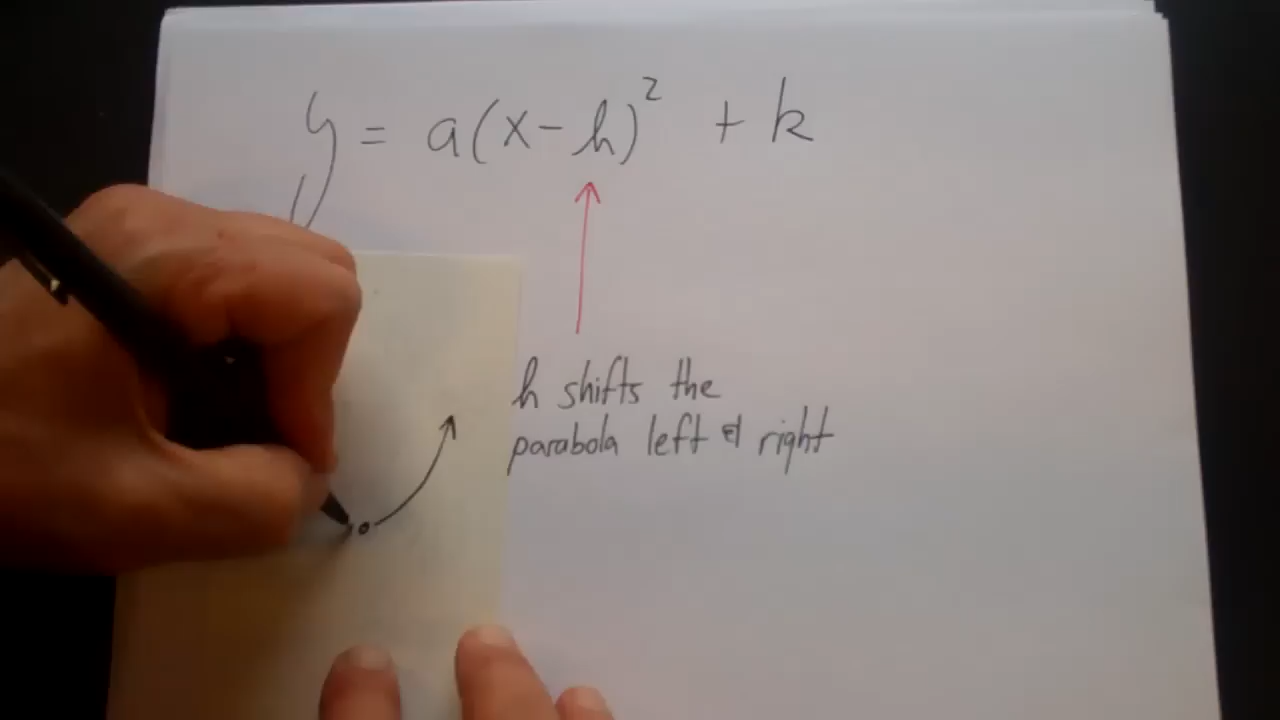 y = a(x-h)² + k
h shifts the
parabola left & right